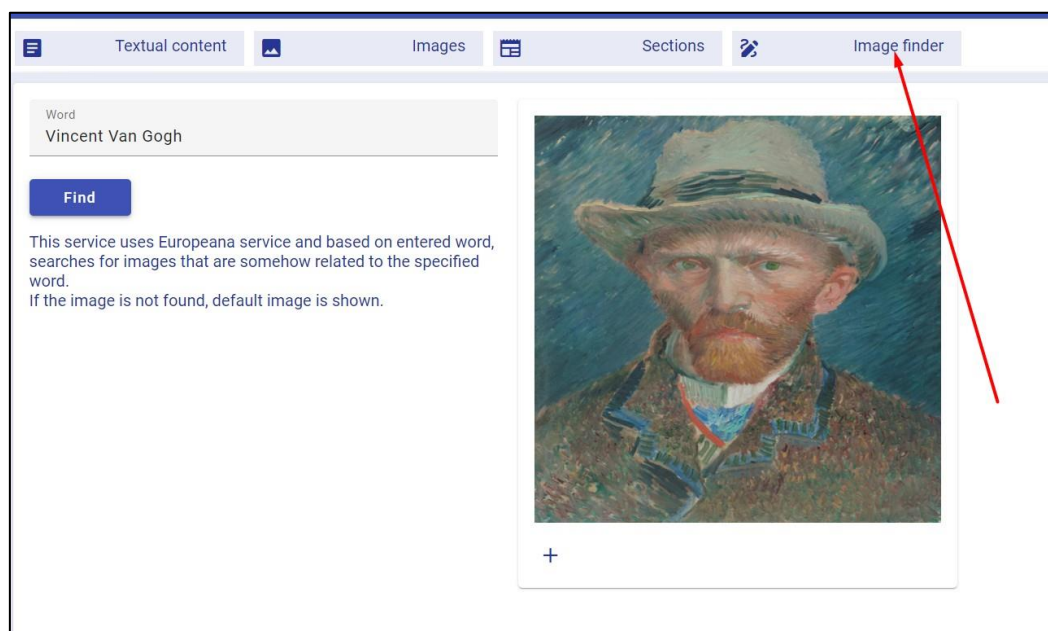 Textual content
Images
Sections
Image finder
Word
Vincent Van Gogh
Find
This service uses Europeana service and based on entered word,
searches for images that are somehow related to the specified
word.
If the image is not found, default image is shown.